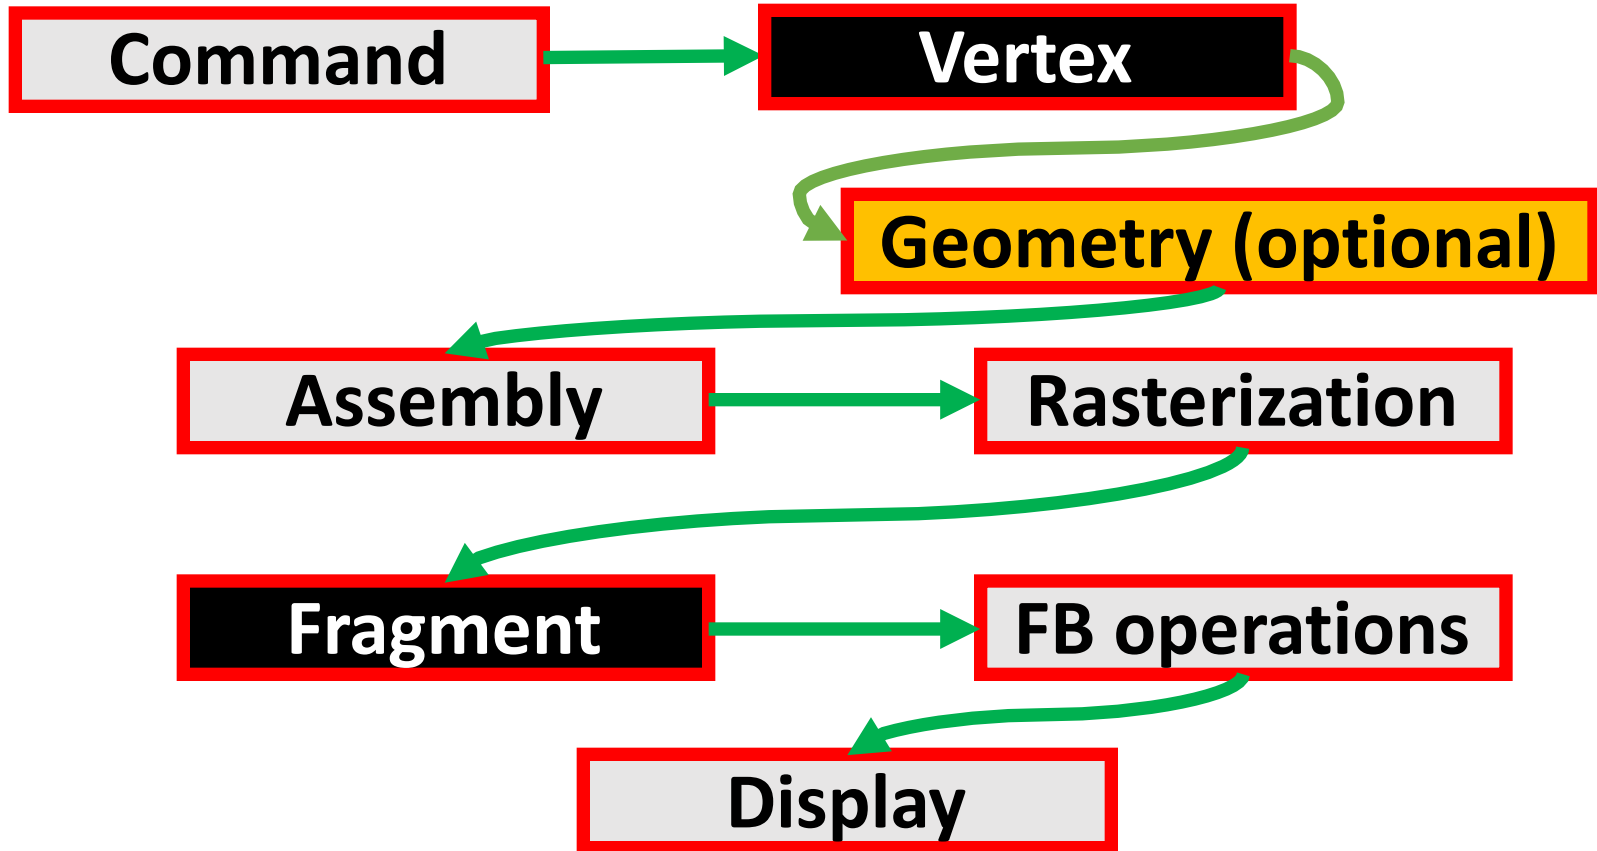 Command
Vertex
Geometry (optional)
Assembly
Rasterization
Fragment
FB operations
Display